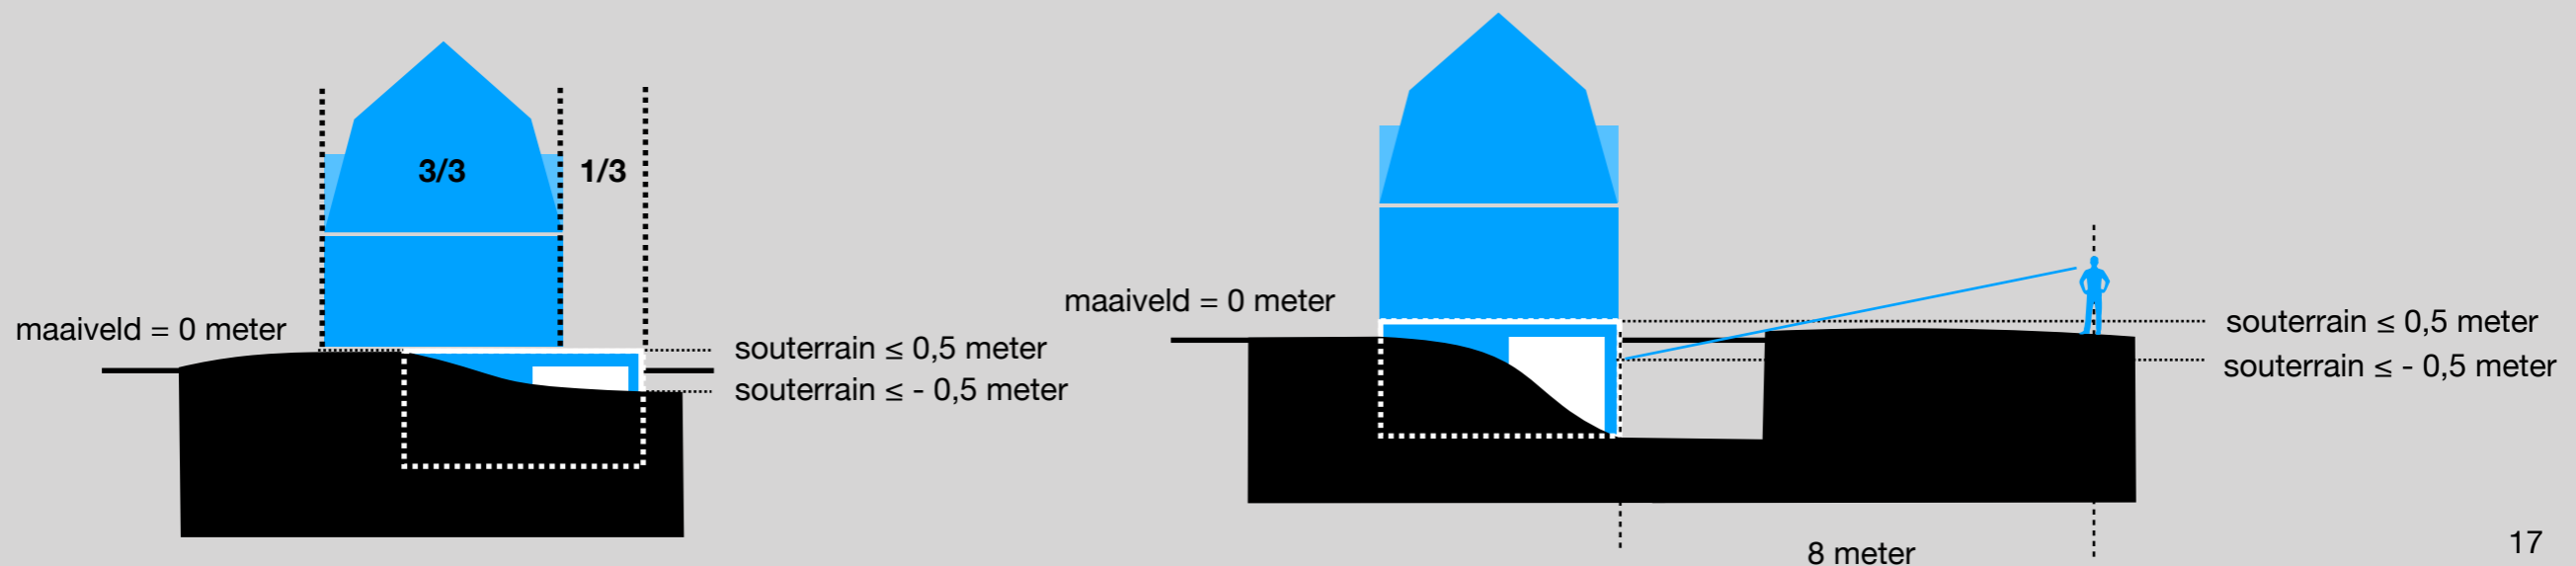 3/3
1/3
maaiveld = 0 meter
souterrain ≤ 0,5 meter
souterrain ≤ - 0,5 meter
maaiveld = 0 meter
souterrain ≤ 0,5 meter
souterrain ≤ - 0,5 meter
8 meter
17